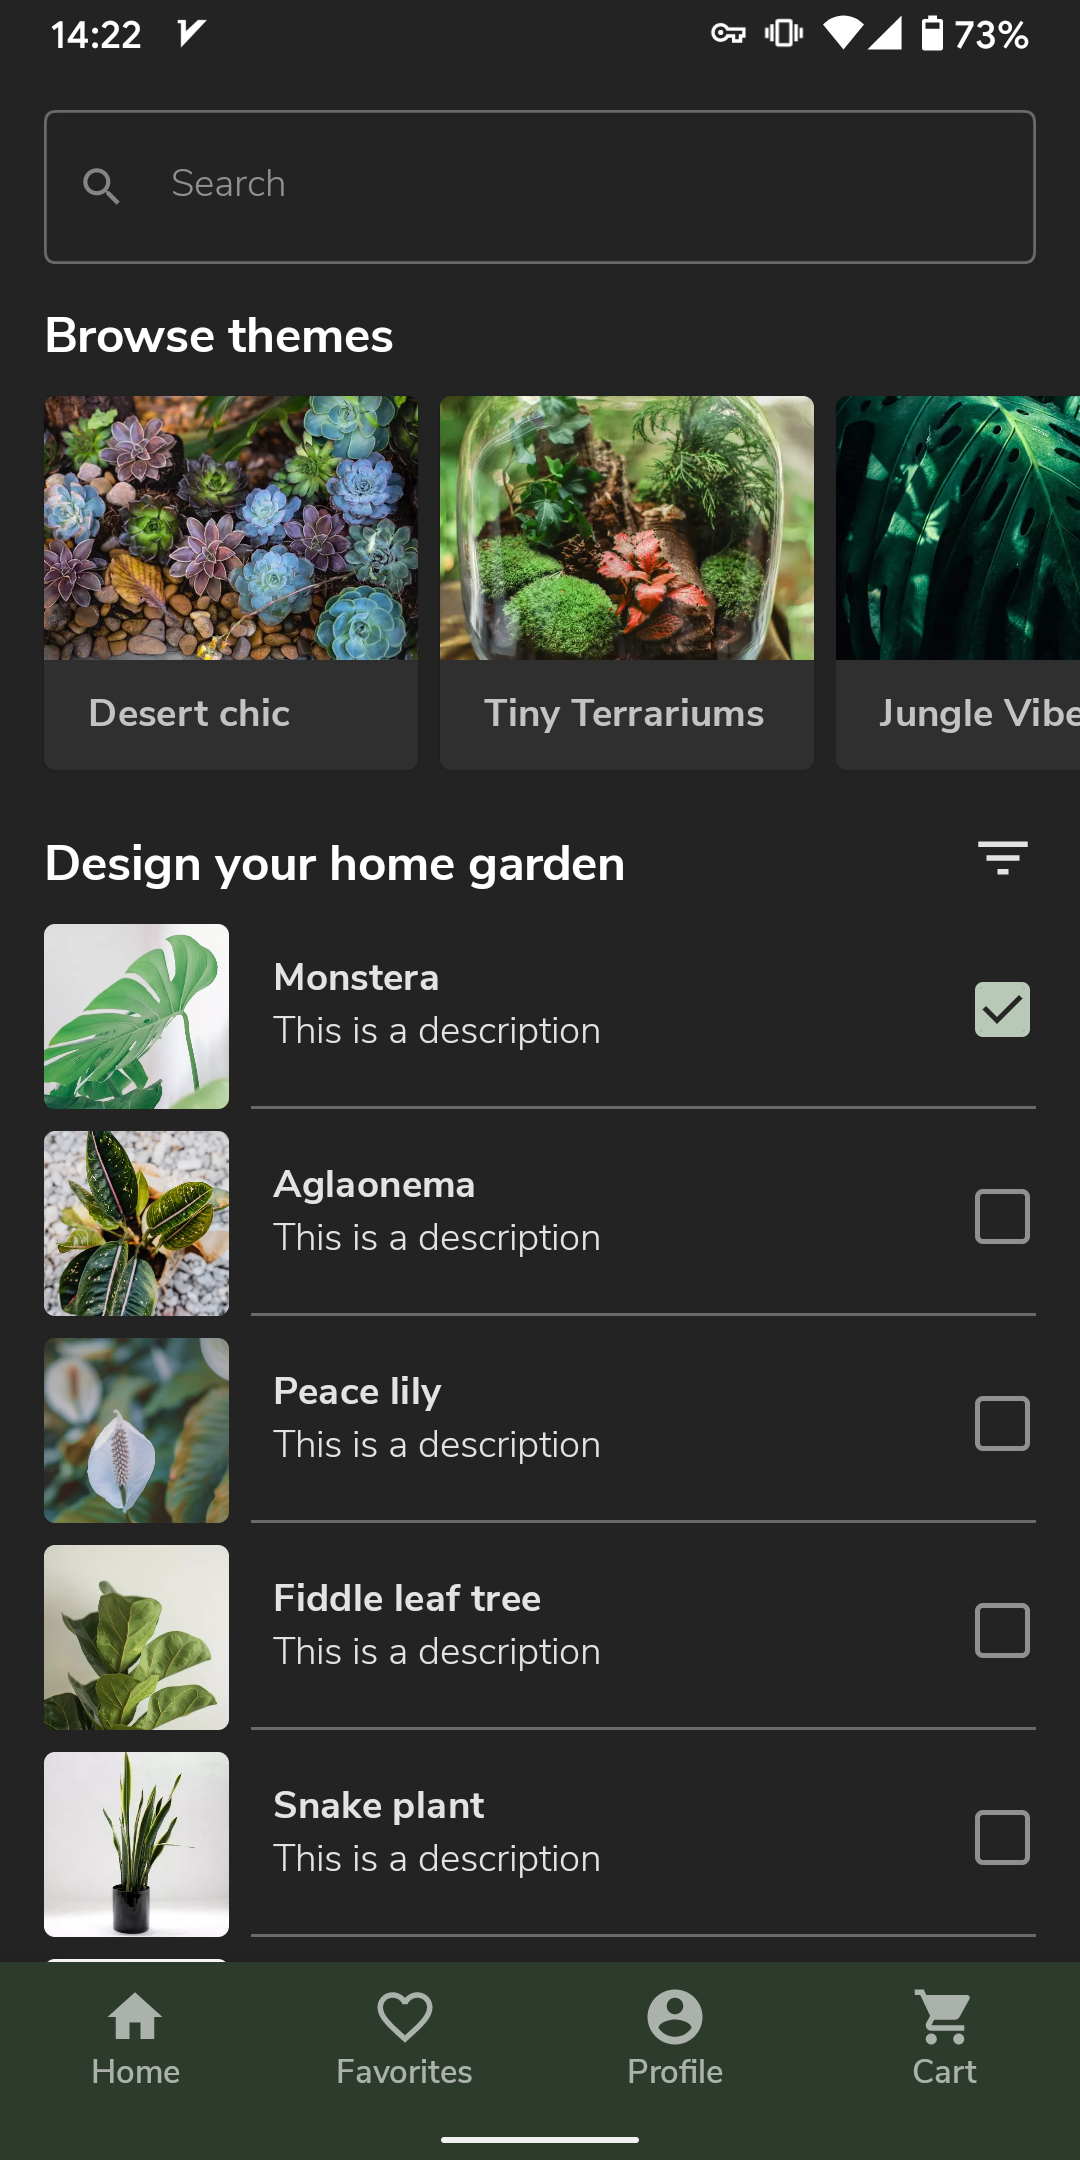 14:22
73%
Search
Browse themes
Desert chic
Tiny Terrariums
Jungle Vibe
Design your home garden
Monstera
This is a description
Aglaonema
This is a description
Peace lily
This is a description
Fiddle leaf tree
This is a description
Snake plant
This is a description
Home
Favorites
Profile
Cart